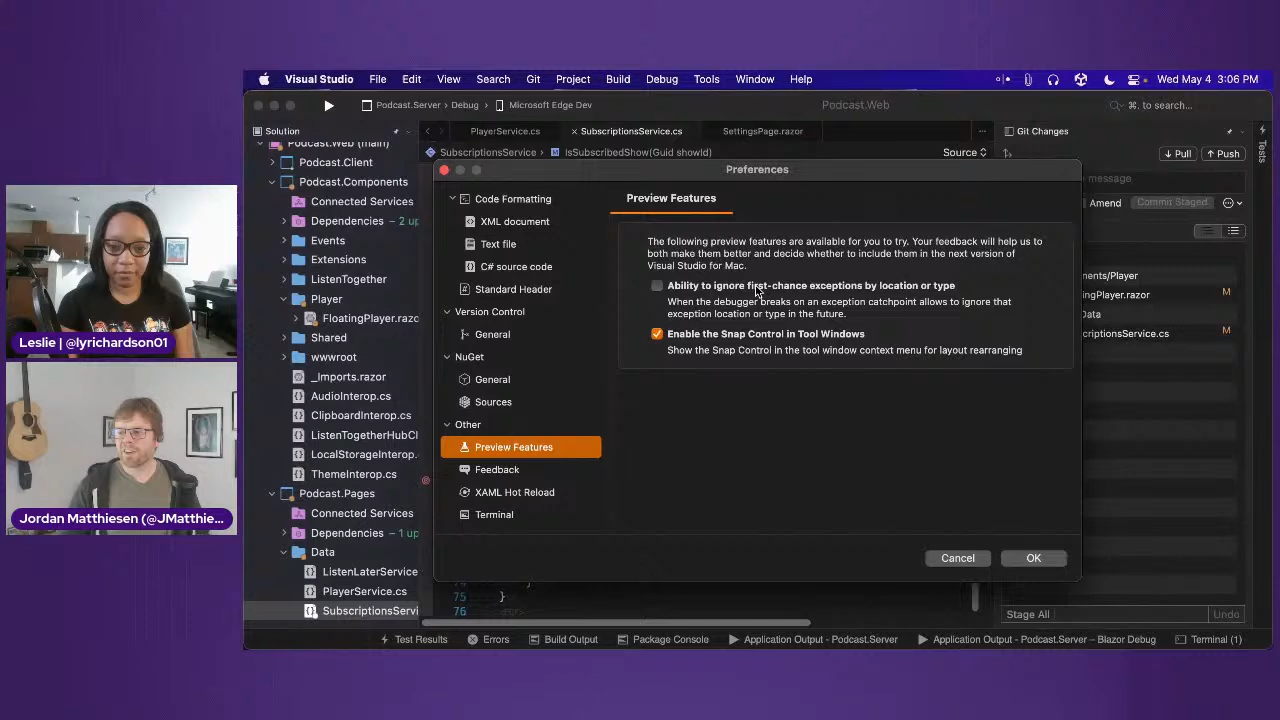 Visual Studio File Edit View Search Git Project Build Debug Tools Window Help Wed May 4 3:06 PM
Podcast.Server › Debug › Microsoft Edge Dev Podcast.Web ⌘. to search...
Solution
PlayerService.cs
SubscriptionsService.cs
SettingsPage.razor
Git Changes
Tests
Podcast.Web (main)
SubscriptionsService › IsSubscribedShow(Guid showId)
Source
Pull
Push
Podcast.Client
Podcast.Components
Connected Services
Dependencies – 2 up
Events
Extensions
ListenTogether
Player
FloatingPlayer.razo
Shared
wwwroot
_Imports.razor
AudioInterop.cs
ClipboardInterop.cs
ListenTogetherHubCl
LocalStorageInterop.
ThemeInterop.cs
Podcast.Pages
Connected Services
Dependencies – 1 up
Data
ListenLaterService
PlayerService.cs
SubscriptionsServi
Preferences
Code Formatting
XML document
Text file
C# source code
Standard Header
Version Control
General
NuGet
General
Sources
Other
Preview Features
Feedback
XAML Hot Reload
Terminal
Preview Features
The following preview features are available for you to try. Your feedback will help us to
both make them better and decide whether to include them in the next version of
Visual Studio for Mac.
Ability to ignore first-chance exceptions by location or type
When the debugger breaks on an exception catchpoint allows to ignore that
exception location or type in the future.
Enable the Snap Control in Tool Windows
Show the Snap Control in the tool window context menu for layout rearranging
Cancel
OK
message
Amend
Commit Staged
nents/Player
ngPlayer.razor M
Data
criptionsService.cs M
75 }
76
Stage All
Undo
Test Results
Errors
Build Output
Package Console
Application Output - Podcast.Server
Application Output - Podcast.Server – Blazor Debug
Terminal (1)
Leslie | @lyrichardson01
Jordan Matthiesen (@JMatthie...